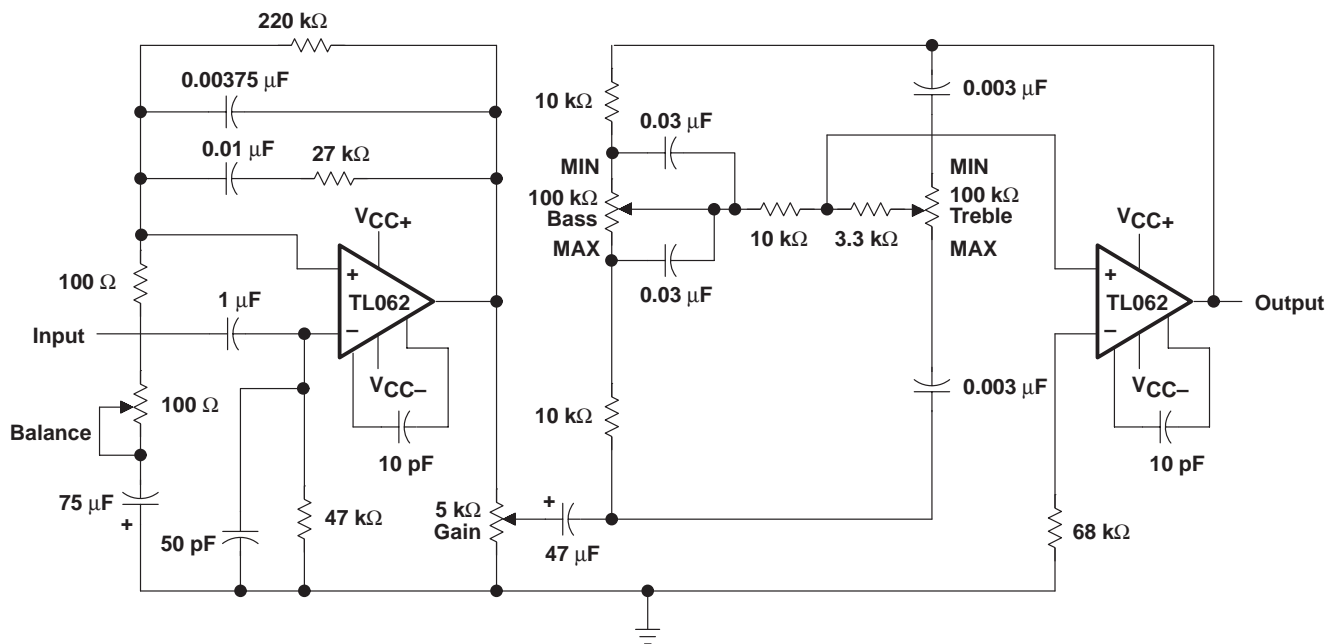 220 kΩ
0.00375 μF
0.01 μF
27 kΩ
VCC+
100 Ω
+
TL062
−
1 μF
Input
VCC−
100 Ω
Balance
10 pF
75 μF
+
50 pF
47 kΩ
5 kΩ
Gain
+
47 μF
10 kΩ
0.03 μF
MIN
100 kΩ
Bass
MAX
0.03 μF
10 kΩ
10 kΩ
3.3 kΩ
0.003 μF
MIN
100 kΩ
Treble
MAX
0.003 μF
VCC+
+
TL062
−
Output
VCC−
10 pF
68 kΩ